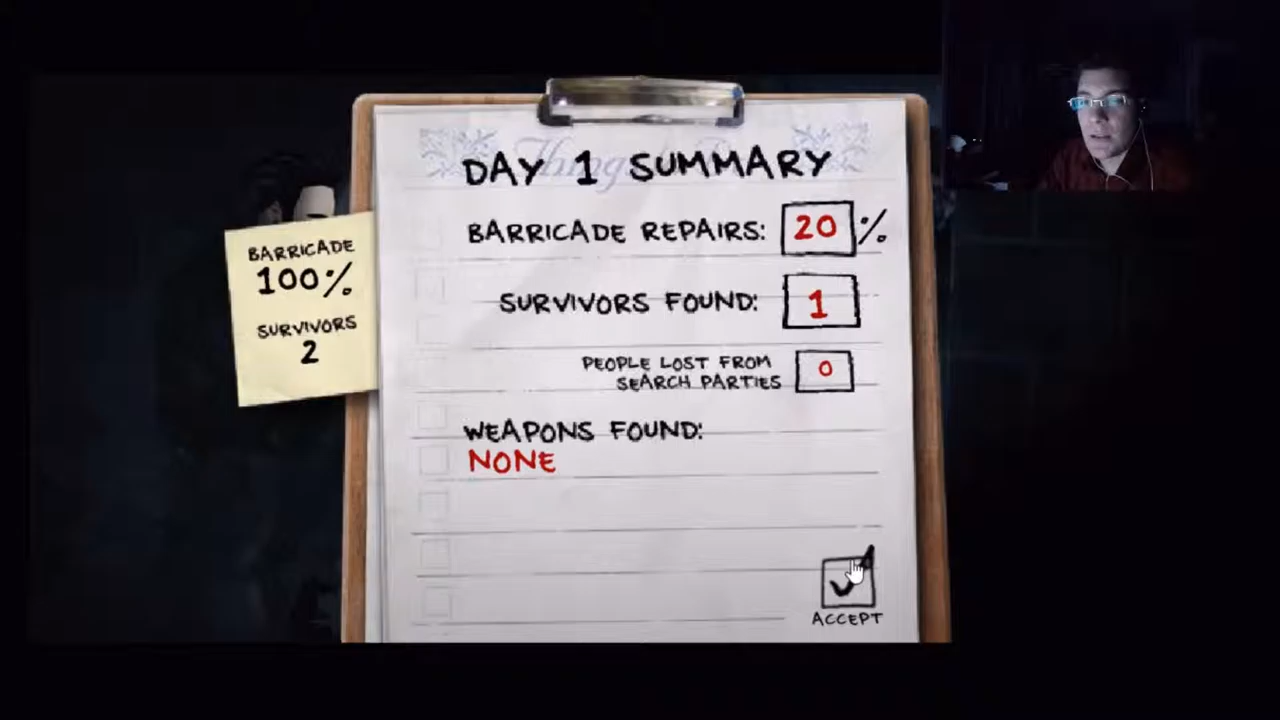 Things
DAY 1 SUMMARY
BARRICADE REPAIRS: 20 %
SURVIVORS FOUND: 1
PEOPLE LOST FROM
SEARCH PARTIES 0
WEAPONS FOUND:
NONE
ACCEPT
BARRICADE
100%
SURVIVORS
2